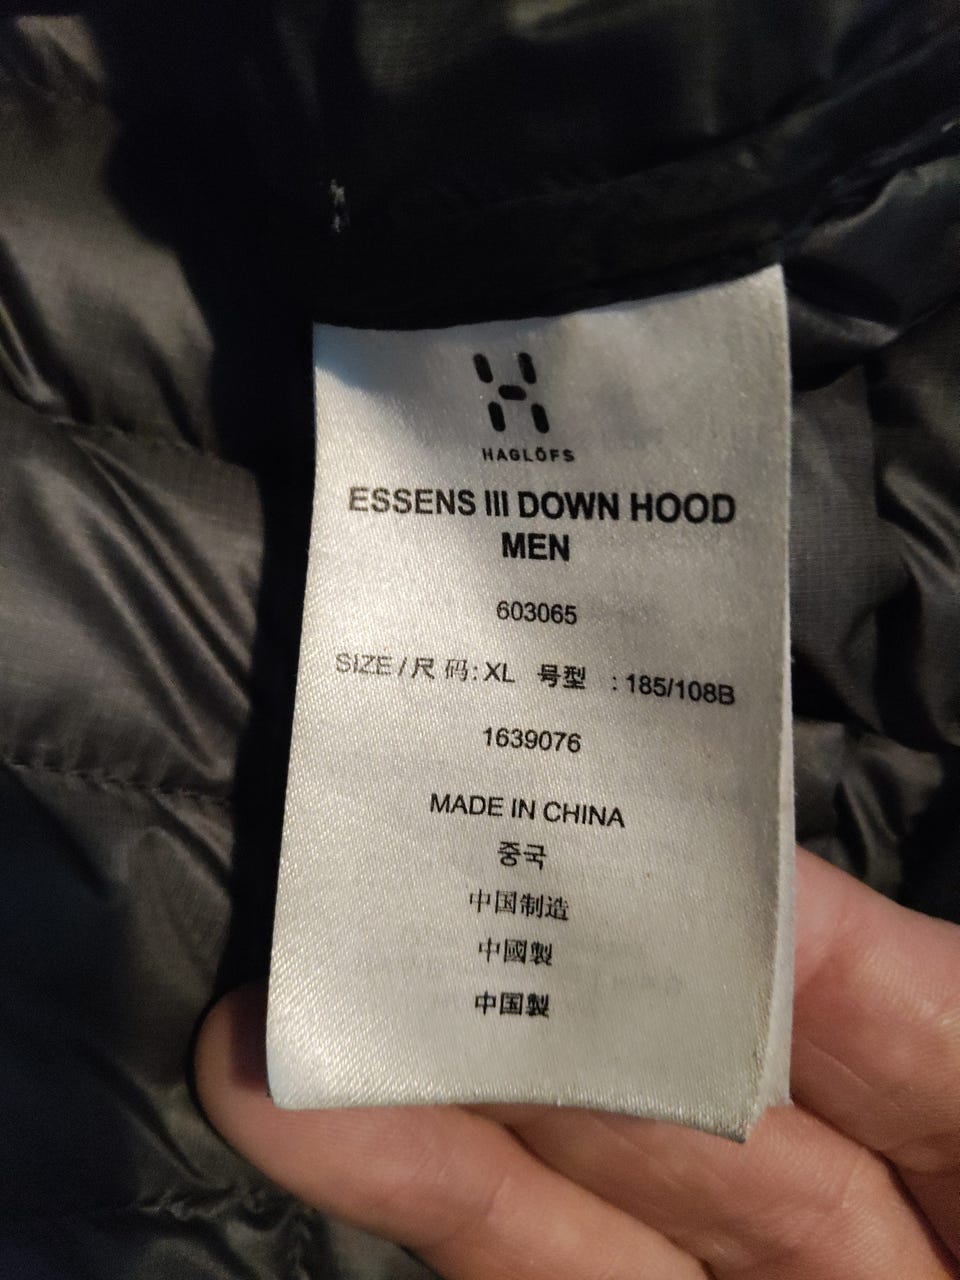 HAGLÖFS
ESSENS III DOWN HOOD
MEN
603065
SIZE / 尺 码: XL 号型 : 185/108B
1639076
MADE IN CHINA
중국
中国制造
中國製
中国製